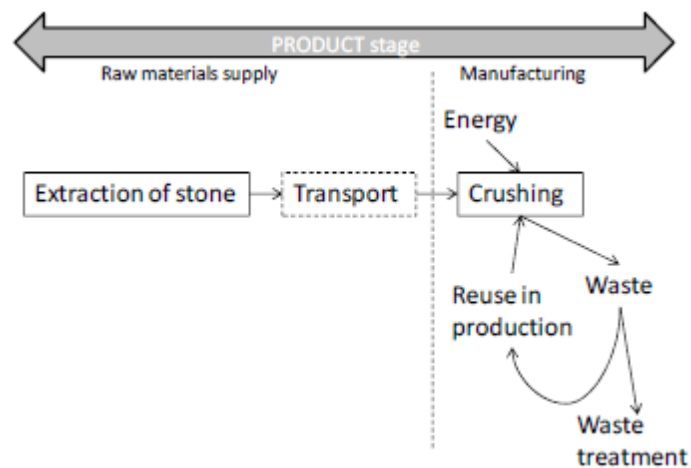 PRODUCT stage
Raw materials supply
Manufacturing
Energy
Extraction of stone
Transport
Crushing
Reuse in
production
Waste
Waste
treatment